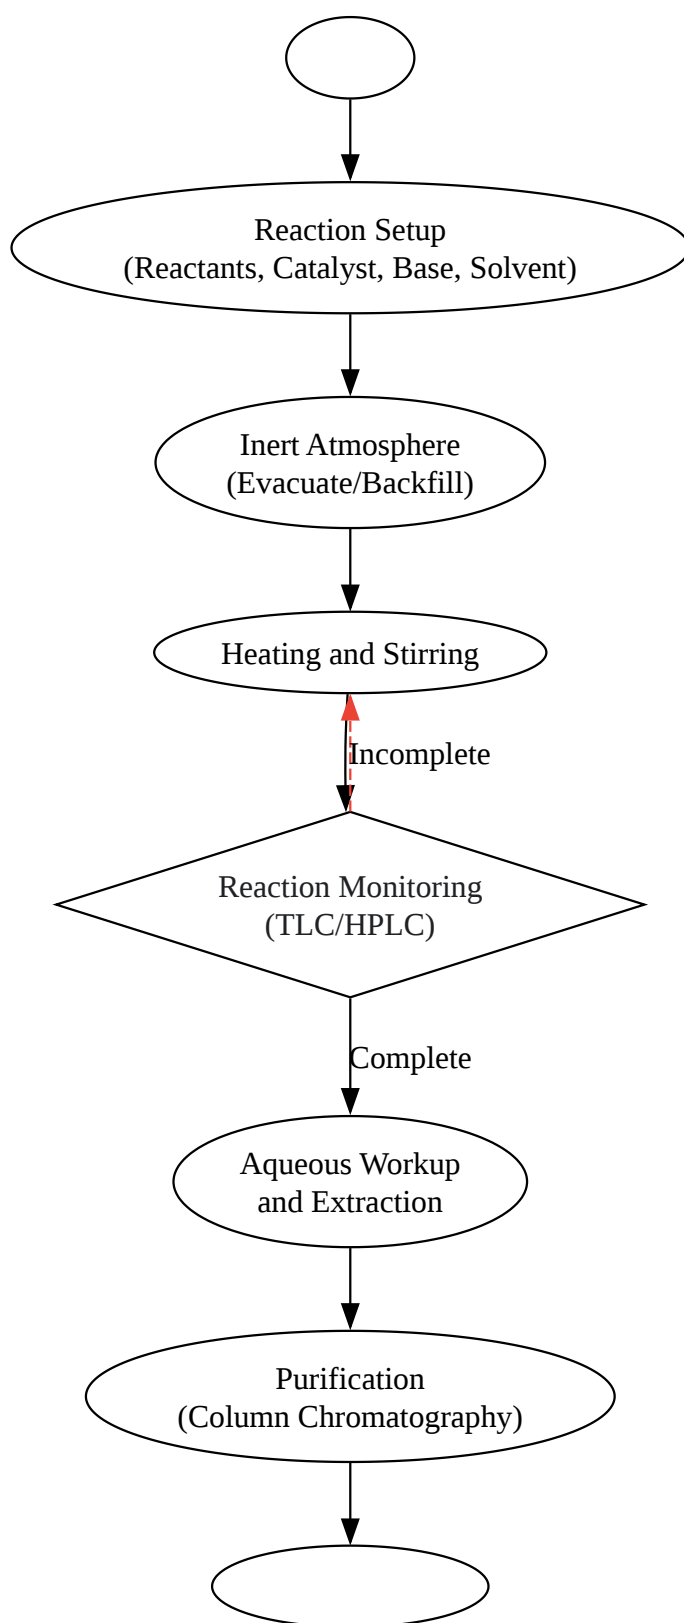 Reaction Setup
(Reactants, Catalyst, Base, Solvent)
Inert Atmosphere
(Evacuate/Backfill)
Heating and Stirring
Incomplete
Reaction Monitoring
(TLC/HPLC)
Complete
Aqueous Workup
and Extraction
Purification
(Column Chromatography)